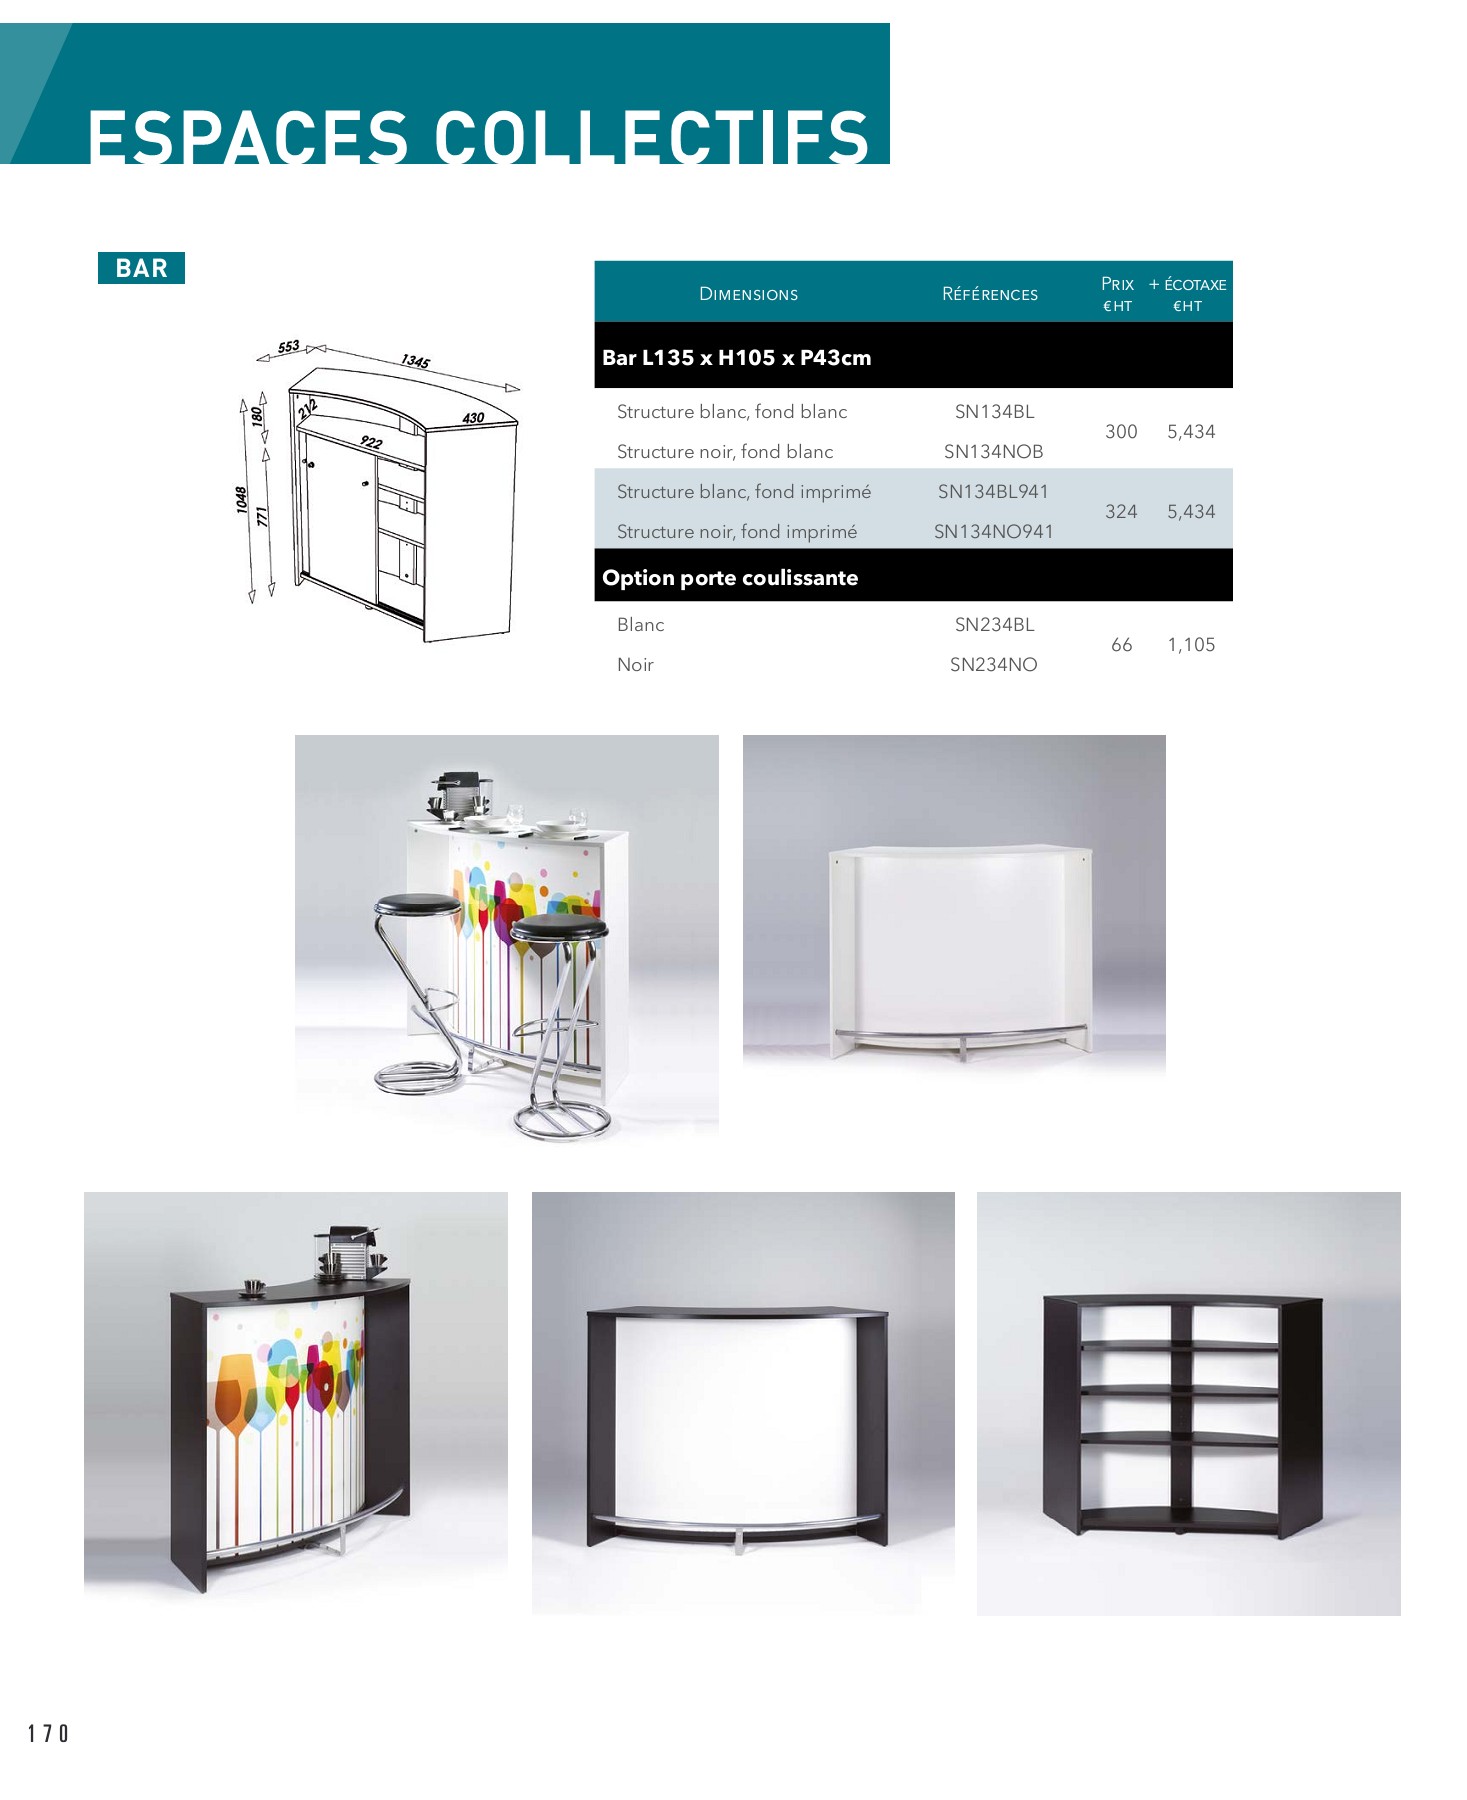 ESPACES COLLECTIFS
BAR
553
1345
212
180
430
922
1048
771
DIMENSIONS RÉFÉRENCES PRIX €HT + ÉCOTAXE €HT
Bar L135 x H105 x P43cm
Structure blanc, fond blanc SN134BL
300 5,434
Structure noir, fond blanc SN134NOB
Structure blanc, fond imprimé SN134BL941
324 5,434
Structure noir, fond imprimé SN134NO941
Option porte coulissante
Blanc SN234BL
66 1,105
Noir SN234NO
170